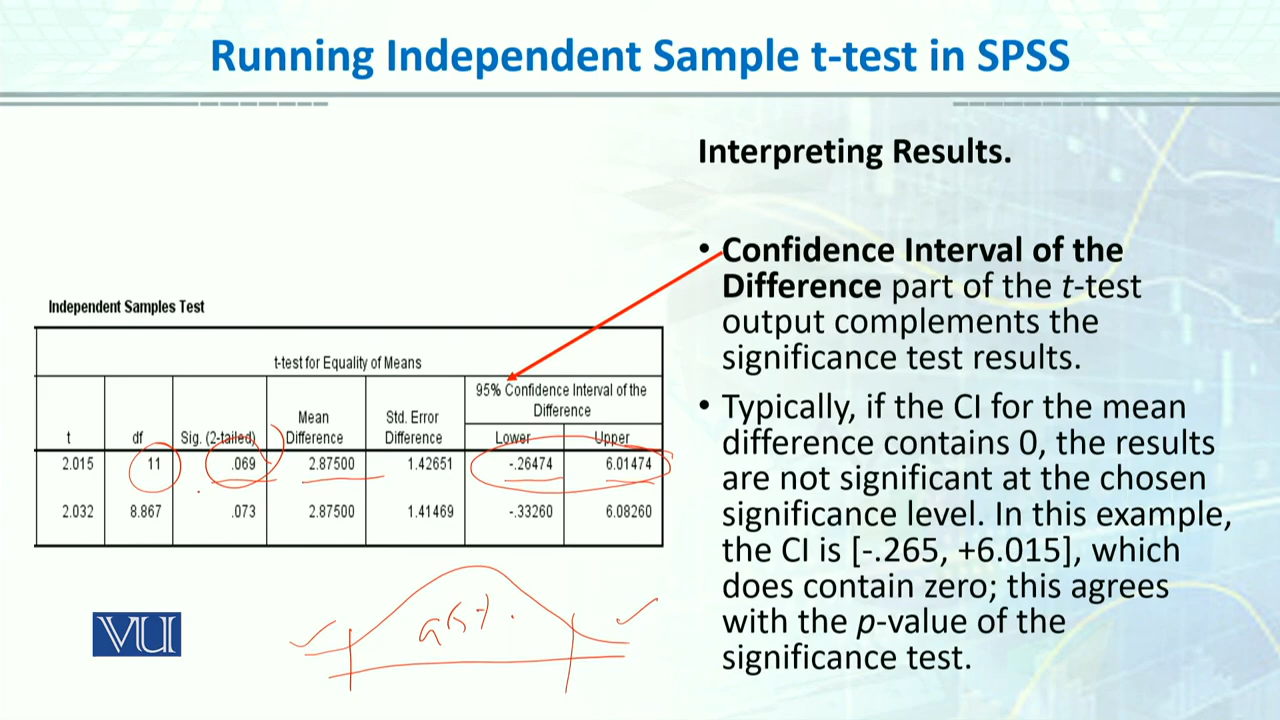 Running Independent Sample t-test in SPSS
Interpreting Results.
• Confidence Interval of the
Difference part of the t-test
output complements the
significance test results.
• Typically, if the CI for the mean
difference contains 0, the results
are not significant at the chosen
significance level. In this example,
the CI is [-.265, +6.015], which
does contain zero; this agrees
with the p-value of the
significance test.
Independent Samples Test
t-test for Equality of Means
95% Confidence Interval of the
Difference
t df Sig. (2-tailed) Mean Difference Std. Error Difference Lower Upper
2.015 11 .069 2.87500 1.42651 -.26474 6.01474
2.032 8.867 .073 2.87500 1.41469 -.33260 6.08260
95%.
VU